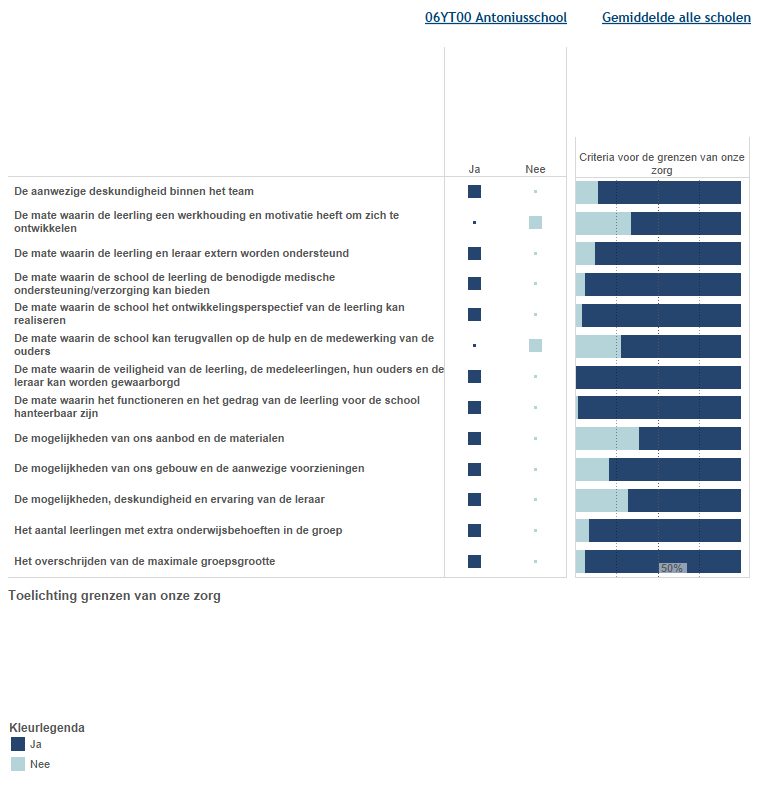 06YT00 Antoniusschool Gemiddelde alle scholen
Ja Nee
Criteria voor de grenzen van onze
zorg
De aanwezige deskundigheid binnen het team
De mate waarin de leerling een werkhouding en motivatie heeft om zich te
ontwikkelen
De mate waarin de leerling en leraar extern worden ondersteund
De mate waarin de school de leerling de benodigde medische
ondersteuning/verzorging kan bieden
De mate waarin de school het ontwikkelingsperspectief van de leerling kan
realiseren
De mate waarin de school kan terugvallen op de hulp en de medewerking van de
ouders
De mate waarin de veiligheid van de leerling, de medeleerlingen, hun ouders en de
leraar kan worden gewaarborgd
De mate waarin het functioneren en het gedrag van de leerling voor de school
hanteerbaar zijn
De mogelijkheden van ons aanbod en de materialen
De mogelijkheden van ons gebouw en de aanwezige voorzieningen
De mogelijkheden, deskundigheid en ervaring van de leraar
Het aantal leerlingen met extra onderwijsbehoeften in de groep
Het overschrijden van de maximale groepsgrootte
50%
Toelichting grenzen van onze zorg
Kleurlegenda
Ja
Nee